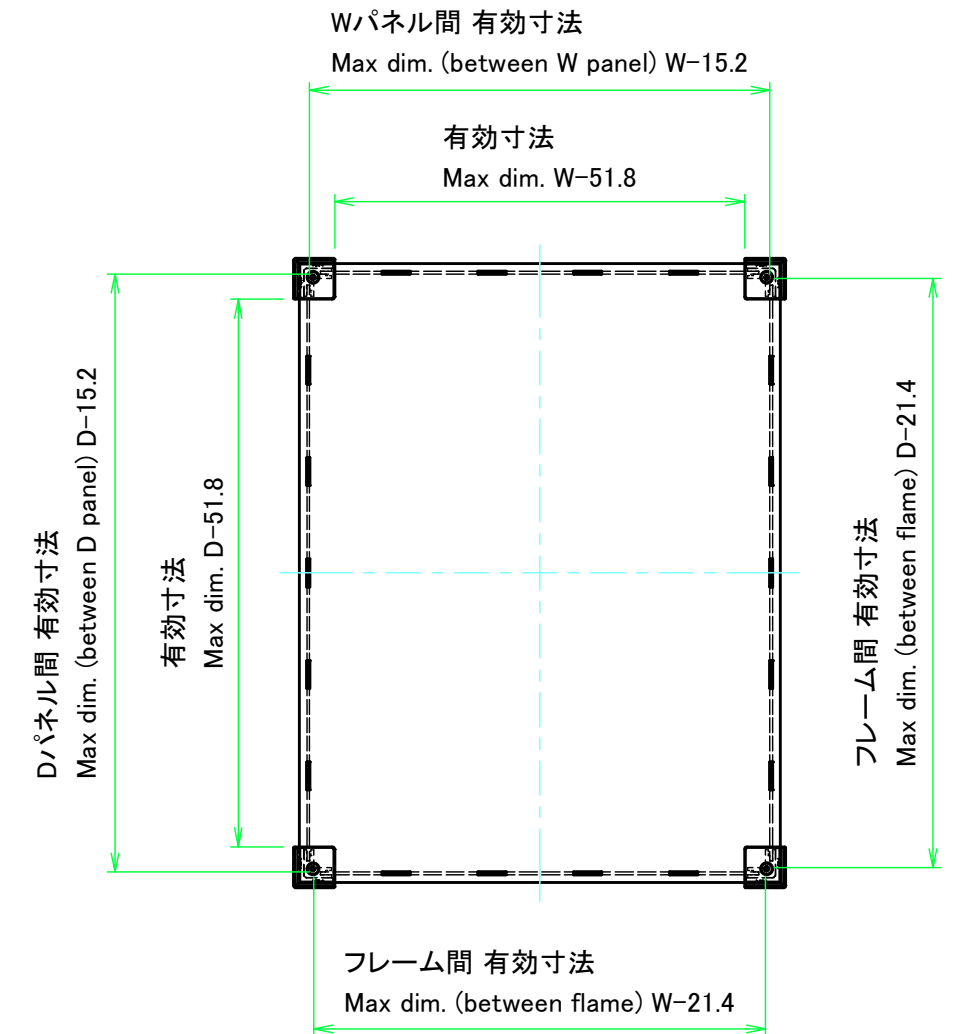 Wパネル間 有効寸法
Max dim. (between W panel) W-15.2
有効寸法
Max dim. W-51.8
Dパネル間 有効寸法
Max dim. (between D panel) D-15.2
有効寸法
Max dim. D-51.8
フレーム間 有効寸法
Max dim. (between flame) D-21.4
フレーム間 有効寸法
Max dim. (between flame) W-21.4